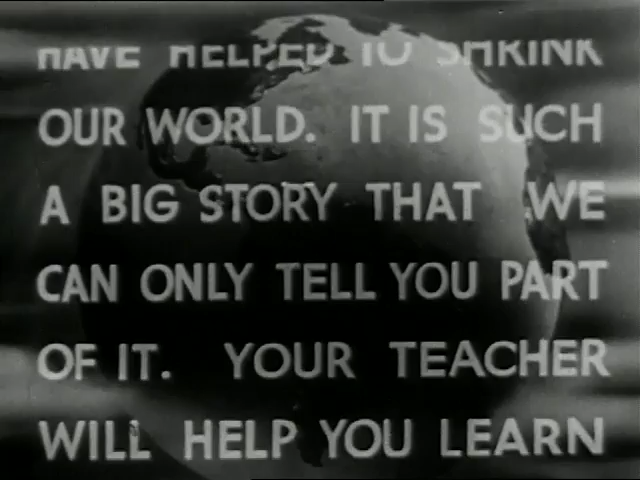 HAVE HELPED TO SHRINK
OUR WORLD. IT IS SUCH
A BIG STORY THAT WE
CAN ONLY TELL YOU PART
OF IT. YOUR TEACHER
WILL HELP YOU LEARN